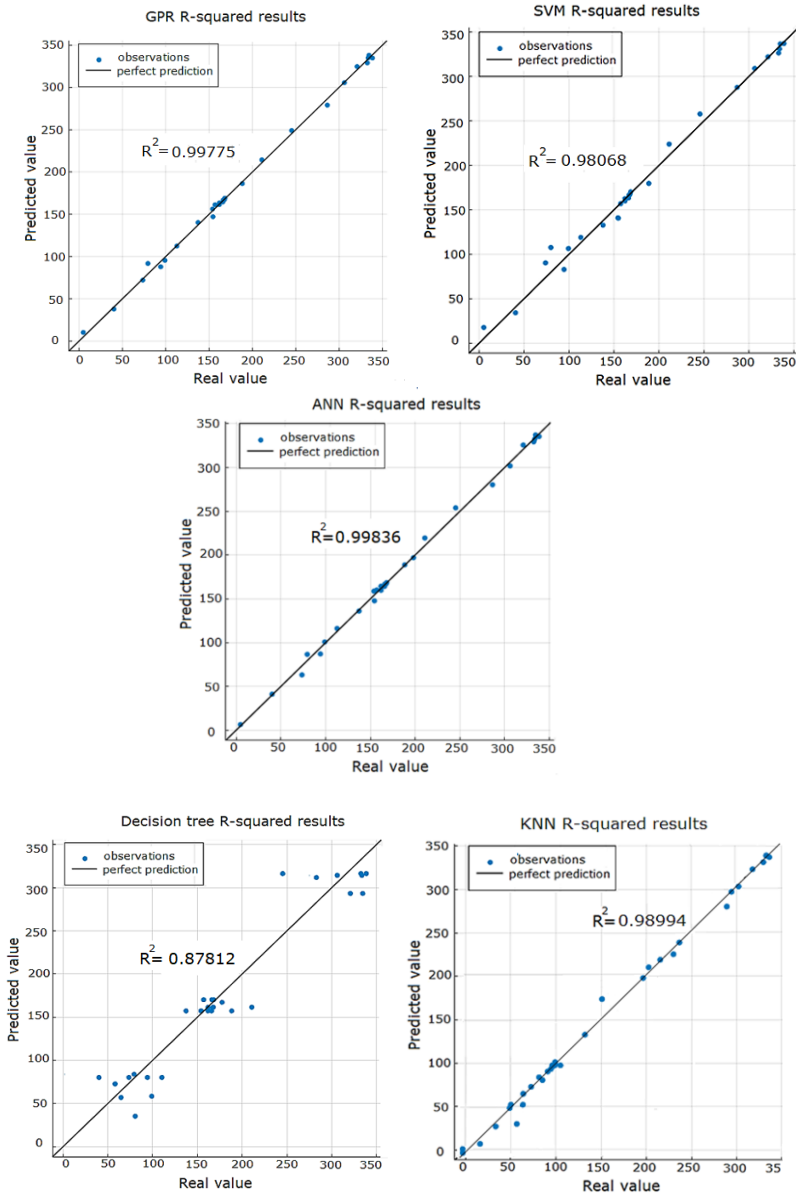 GPR R-squared results
350
300
250
200
150
100
50
0
observations
perfect prediction
R²=0.99775
Predicted value
0 50 100 150 200 250 300 350
Real value
SVM R-squared results
350
300
250
200
150
100
50
0
observations
perfect prediction
R²=0.98068
Predicted value
0 50 100 150 200 250 300 350
Real value
ANN R-squared results
350
300
250
200
150
100
50
0
observations
perfect prediction
R²=0.99836
Predicted value
0 50 100 150 200 250 300 350
Real value
Decision tree R-squared results
350
300
250
200
150
100
50
0
observations
perfect prediction
R²= 0.87812
Predicted value
0 50 100 150 200 250 300 350
Real value
KNN R-squared results
350
300
250
200
150
100
50
0
observations
perfect prediction
R²=0.98994
Predicted value
0 50 100 150 200 250 300 35
Real value